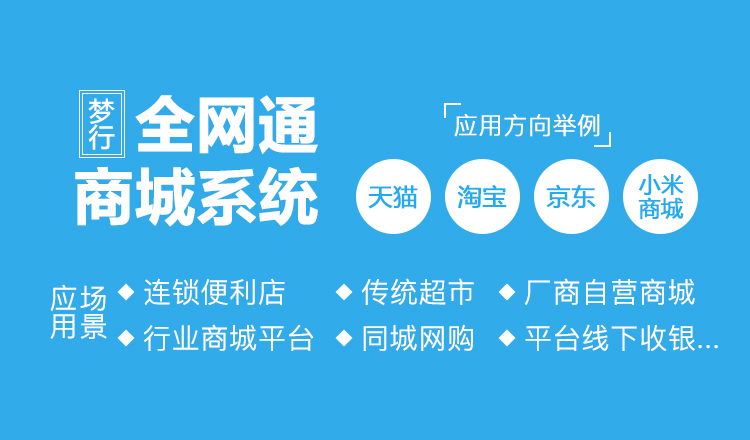 梦行
全网通
商城系统
应用方向举例
天猫
淘宝
京东
小米
商城
应用场景
连锁便利店
传统超市
厂商自营商城
行业商城平台
同城网购
平台线下收银...